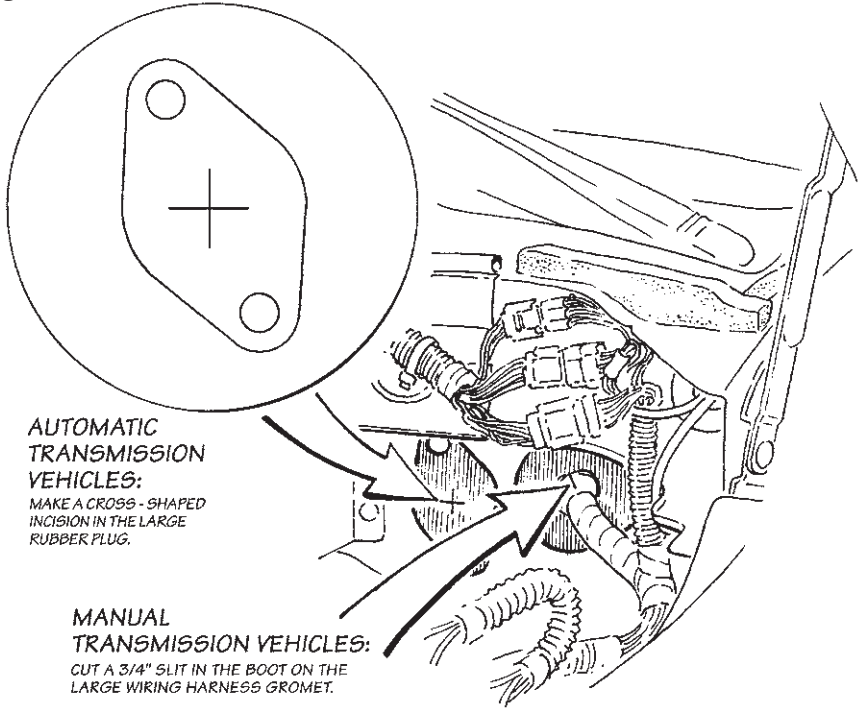 AUTOMATIC
TRANSMISSION
VEHICLES:
MAKE A CROSS - SHAPED
INCISION IN THE LARGE
RUBBER PLUG.
MANUAL
TRANSMISSION VEHICLES:
CUT A 3/4" SLIT IN THE BOOT ON THE
LARGE WIRING HARNESS GROMET.